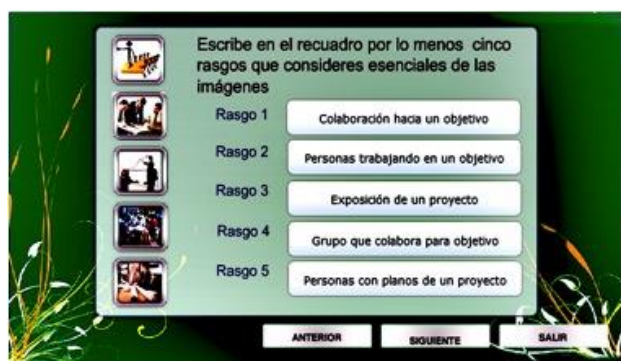 Escribe en el recuadro por lo menos cinco
rasgos que consideres esenciales de las
imágenes
Rasgo 1 Colaboración hacia un objetivo
Rasgo 2 Personas trabajando en un objetivo
Rasgo 3 Exposición de un proyecto
Rasgo 4 Grupo que colabora para objetivo
Rasgo 5 Personas con planos de un proyecto
ANTERIOR SIGUIENTE SALIR